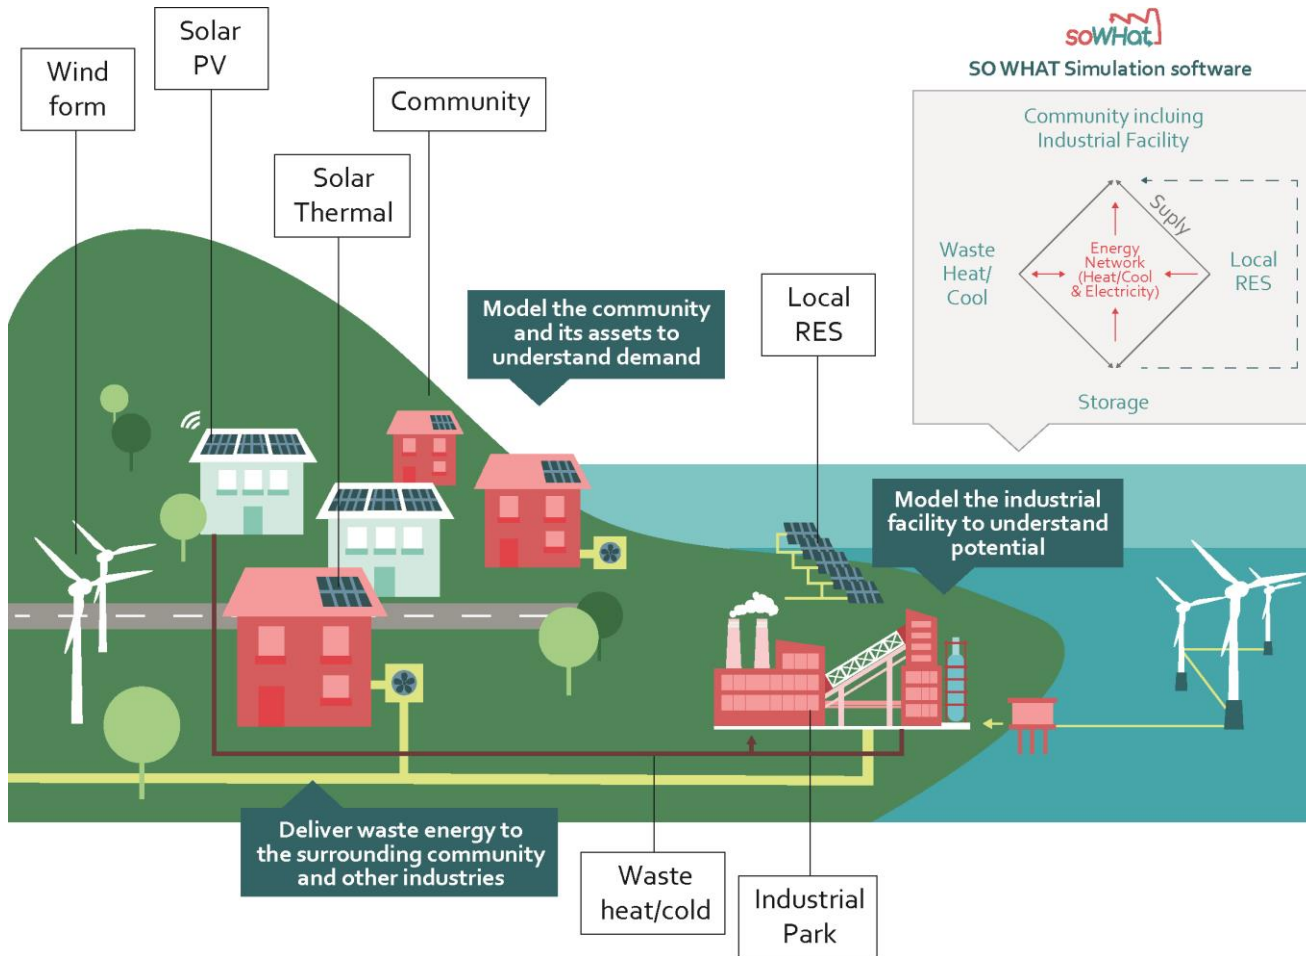 Solar
PV
Wind
form
Community
Solar
Thermal
soWHat
SO WHAT Simulation software
Community incluing
Industrial Facility
Suply
Waste
Heat/
Cool
Energy
Network
(Heat/Cool
& Electricity)
Local
RES
Storage
Model the community
and its assets to
understand demand
Local
RES
Model the industrial
facility to understand
potential
Deliver waste energy to
the surrounding community
and other industries
Waste
heat/cold
Industrial
Park